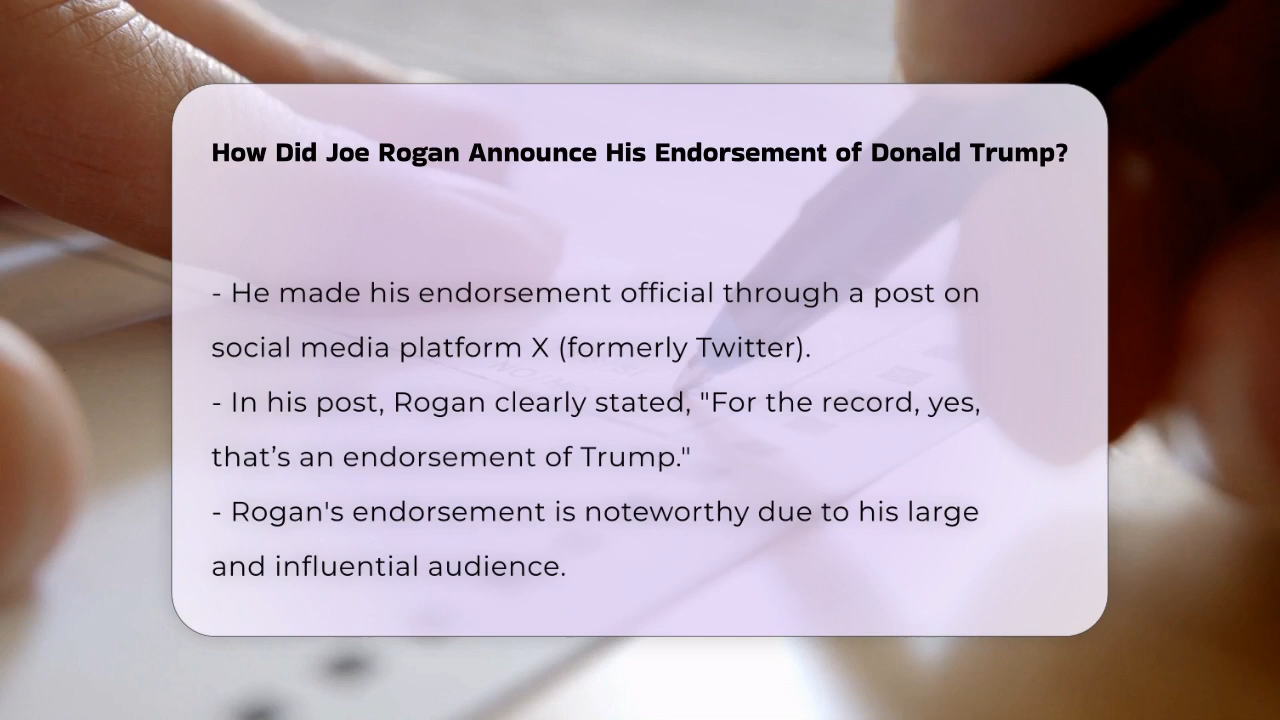 How Did Joe Rogan Announce His Endorsement of Donald Trump?
- He made his endorsement official through a post on
social media platform X (formerly Twitter).
- In his post, Rogan clearly stated, "For the record, yes,
that’s an endorsement of Trump."
- Rogan's endorsement is noteworthy due to his large
and influential audience.